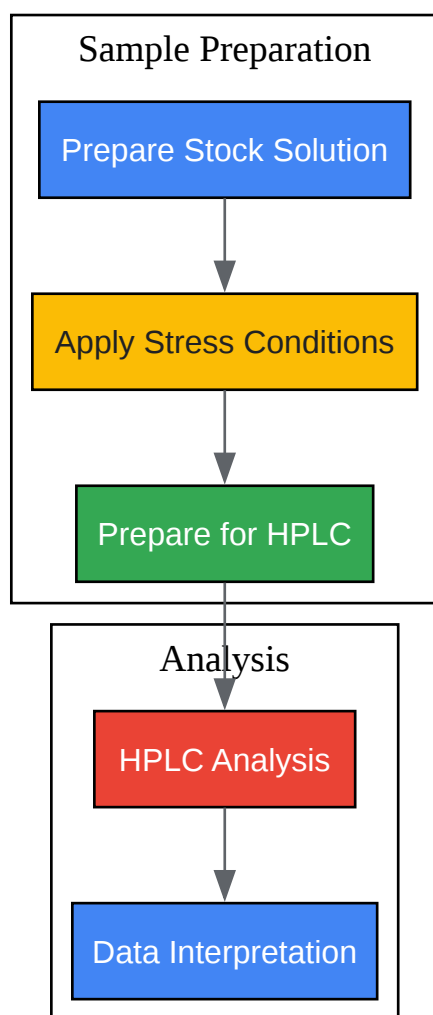 Sample Preparation
Prepare Stock Solution
Apply Stress Conditions
Prepare for HPLC
Analysis
HPLC Analysis
Data Interpretation